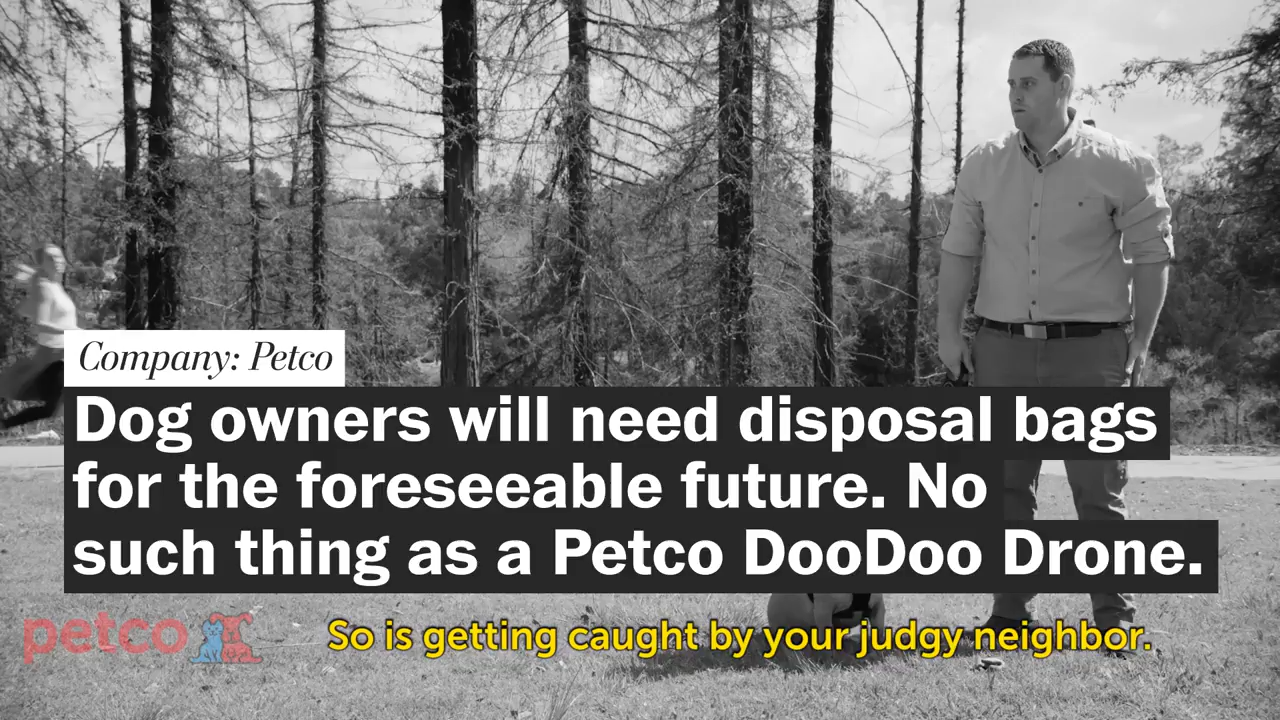 Company: Petco
Dog owners will need disposal bags
for the foreseeable future. No
such thing as a Petco DooDoo Drone.
petco
So is getting caught by your judgy neighbor.